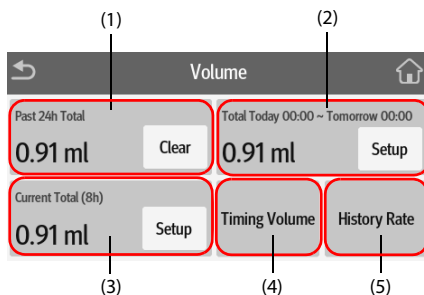 (1)
(2)
Volume
Past 24h Total
0.91 ml
Clear
Total Today 00:00 ~ Tomorrow 00:00
0.91 ml
Setup
Current Total (8h)
0.91 ml
Setup
Timing Volume
History Rate
(3)
(4)
(5)